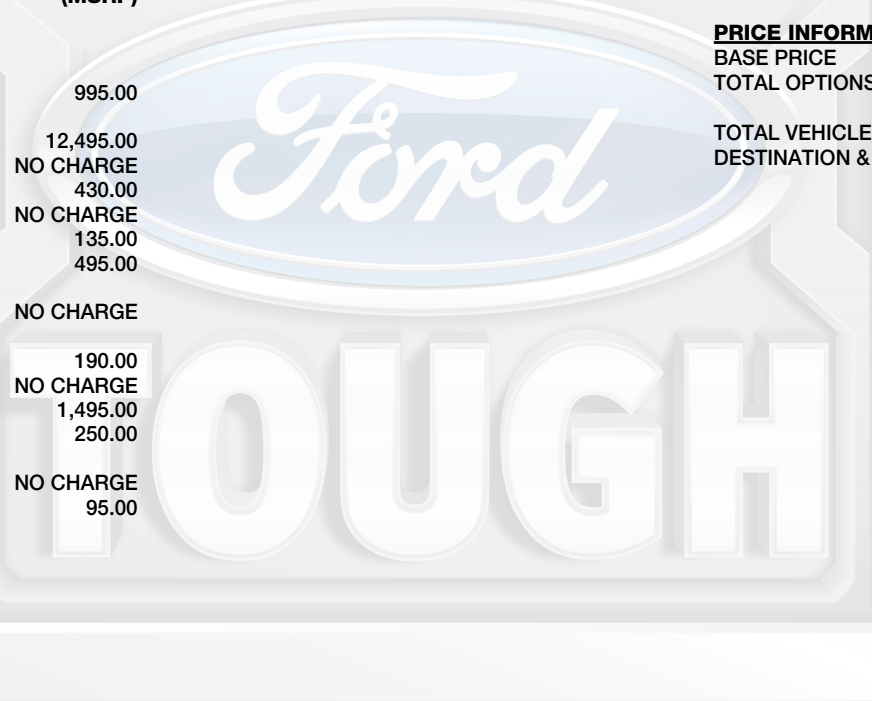 (MSRP)
995.00
12,495.00
NO CHARGE
430.00
NO CHARGE
135.00
495.00
NO CHARGE
190.00
NO CHARGE
1,495.00
250.00
NO CHARGE
95.00
PRICE INFORM
BASE PRICE
TOTAL OPTIONS
TOTAL VEHICLE
DESTINATION &
Ford
TOUGH